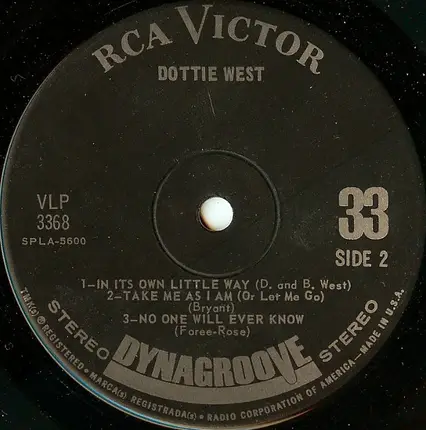 RCA VICTOR
DOTTIE WEST
VLP
3368
SPLA-5600
33
SIDE 2
1—IN ITS OWN LITTLE WAY (D. and B. West)
2—TAKE ME AS I AM (Or Let Me Go)
(Bryant)
3—NO ONE WILL EVER KNOW
(Foree-Rose)
STEREO DYNAGROOVE STEREO
TMK(s) ® REGISTERED • MARCA(s) REGISTRADA(s) • RADIO CORPORATION OF AMERICA—MADE IN U.S.A.